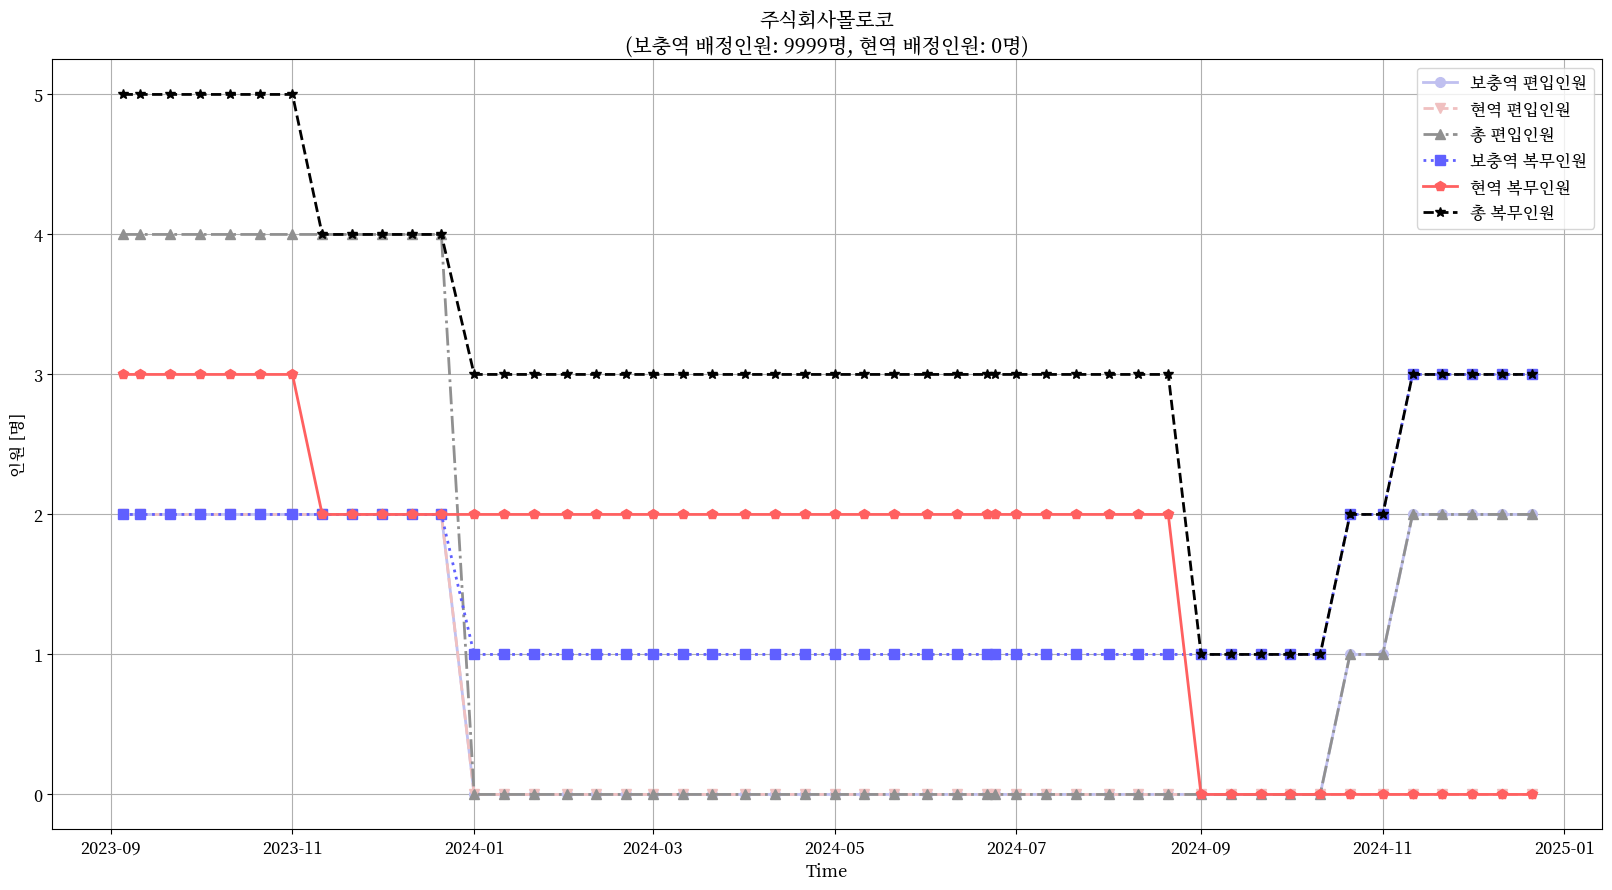 주식회사몰로코
(보충역 배정인원: 9999명, 현역 배정인원: 0명)
보충역 편입인원
현역 편입인원
총 편입인원
보충역 복무인원
현역 복무인원
총 복무인원
인원 [명]
5
4
3
2
1
0
2023-09
2023-11
2024-01
2024-03
2024-05
2024-07
2024-09
2024-11
2025-01
Time